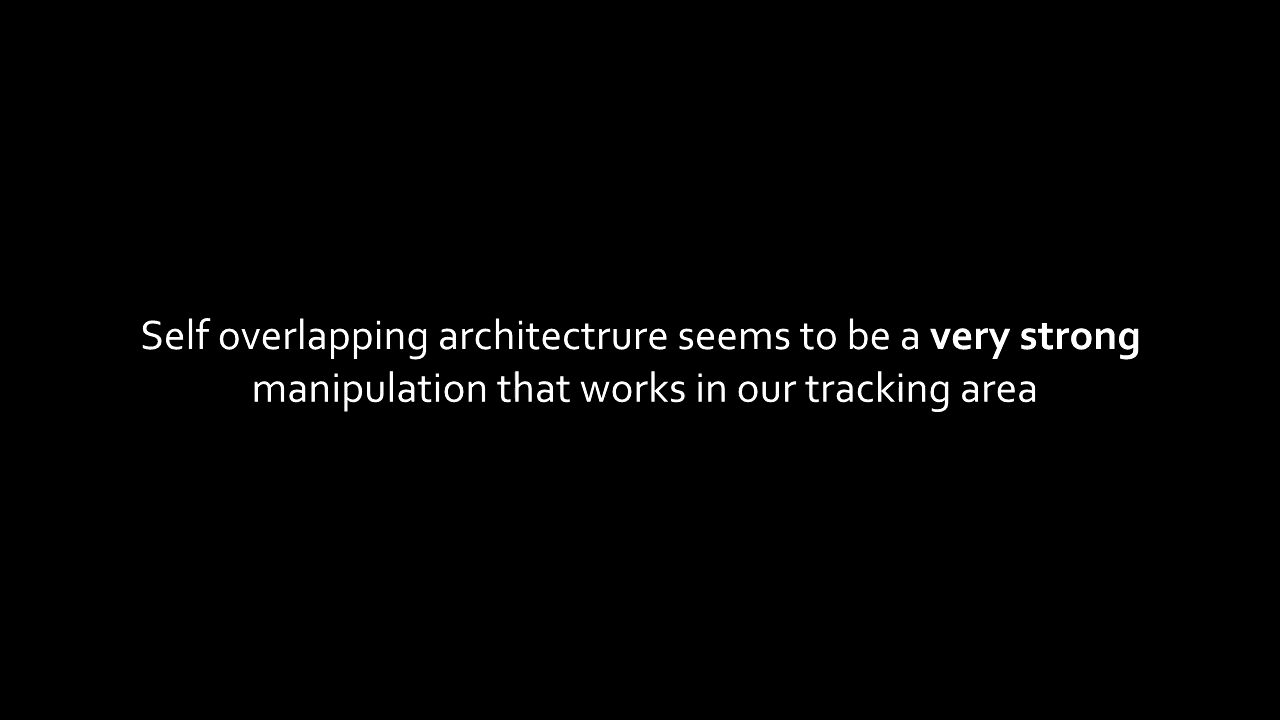 Self overlapping architectrure seems to be a very strong
manipulation that works in our tracking area